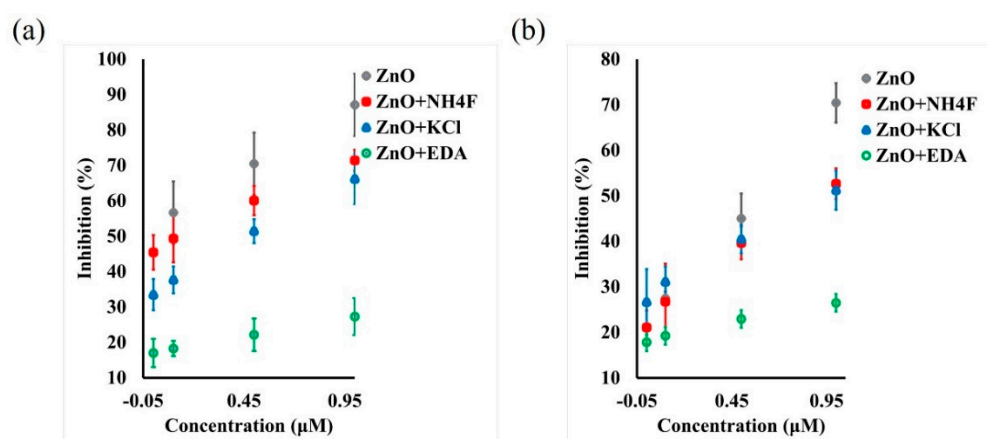 (a)
100
90
80
70
60
50
40
30
20
10
Inhibition (%)
-0.05 0.45 0.95
Concentration (μM)
ZnO
ZnO+NH4F
ZnO+KCl
ZnO+EDA
(b)
80
70
60
50
40
30
20
10
Inhibition (%)
-0.05 0.45 0.95
Concentration (μM)
ZnO
ZnO+NH4F
ZnO+KCl
ZnO+EDA